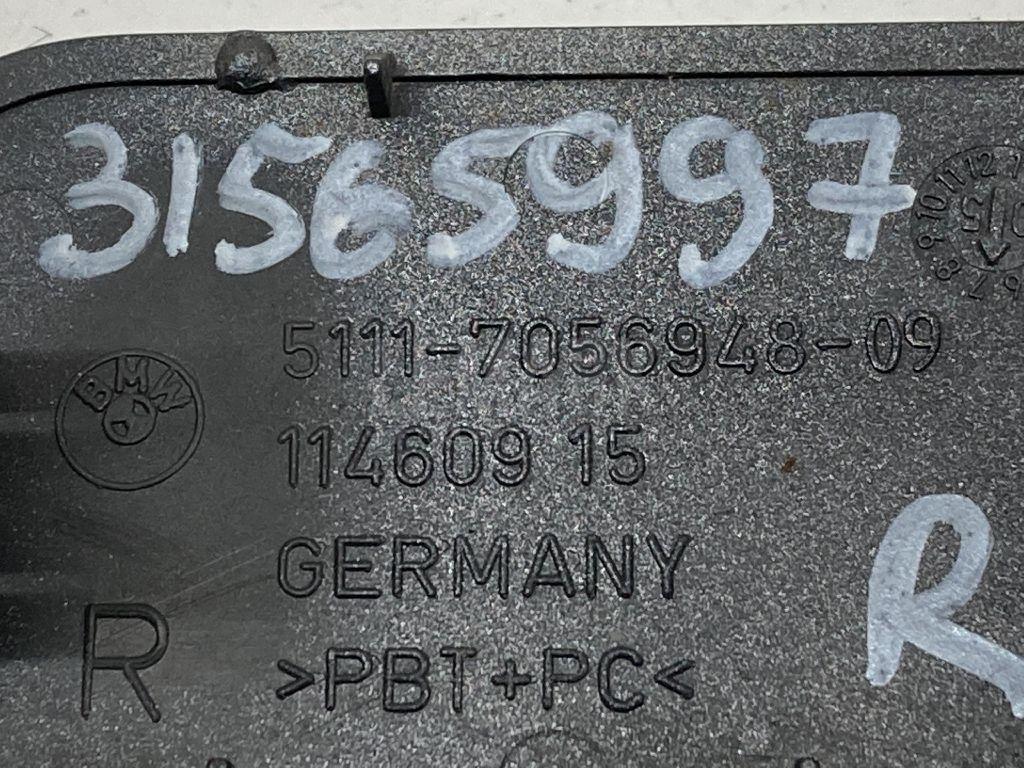 31565997
5111-7056948-09
BMW
114609 15
GERMANY
R
>PBT+PC<
R